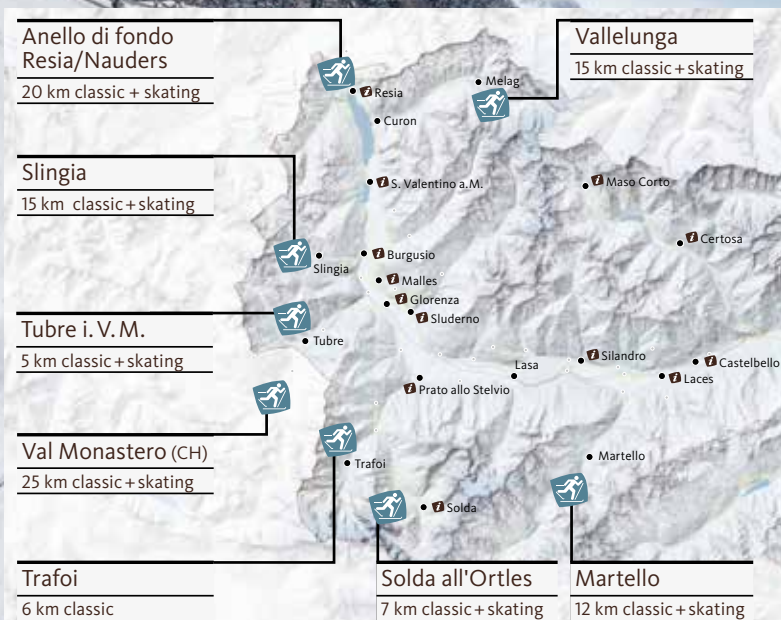 Anello di fondo
Resia/Nauders
20 km classic + skating
Vallelunga
15 km classic + skating
Melag
Resia
Curon
Slingia
15 km classic + skating
S. Valentino a.M.
Maso Corto
Certosa
Burgusio
Slingia
Malles
Glorenza
Sluderno
Tubre i. V. M.
5 km classic + skating
Tubre
Lasa
Silandro
Castelbello
Laces
Prato allo Stelvio
Val Monastero (CH)
25 km classic + skating
Trafoi
Martello
Solda
Trafoi
6 km classic
Solda all'Ortles
7 km classic + skating
Martello
12 km classic + skating